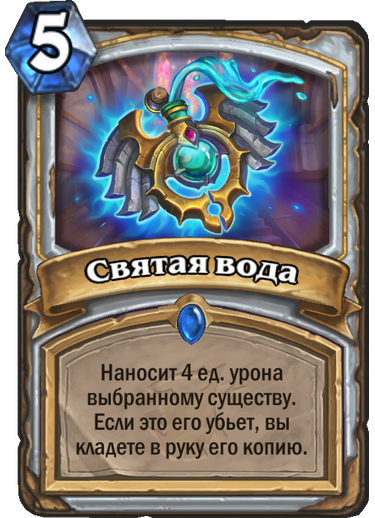 5
Святая вода
Наносит 4 ед. урона
выбранному существу.
Если это его убьет, вы
кладете в руку его копию.